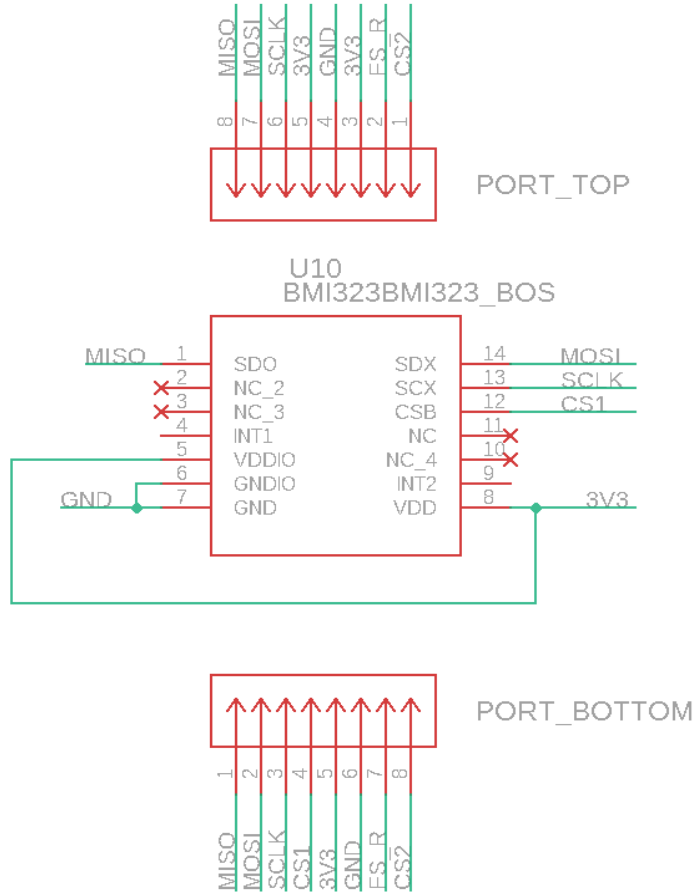 MISO MOSI SCLK 3V3 GND 3V3 FS_R CS2
8 7 6 5 4 3 2 1
PORT_TOP
U10
BMI323BMI323_BOS
MISO 1 SDO SDX 14 MOSI
2 NC_2 SCX 13 SCLK
3 NC_3 CSB 12 CS1
4 INT1 NC 11
5 VDDIO NC_4 10
6 GNDIO INT2 9
GND 7 GND VDD 8 3V3
PORT_BOTTOM
1 2 3 4 5 6 7 8
MISO MOSI SCLK CS1 3V3 GND FS_R CS2